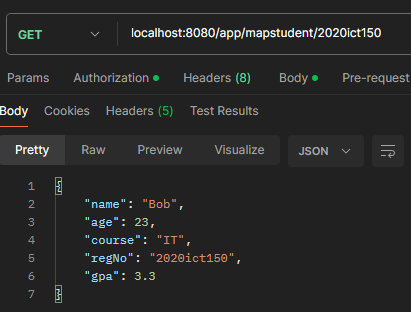 GET localhost:8080/app/mapstudent/2020ict150
Params Authorization Headers (8) Body Pre-request
Body Cookies Headers (5) Test Results
Pretty Raw Preview Visualize JSON
1 {
2 "name": "Bob",
3 "age": 23,
4 "course": "IT",
5 "regNo": "2020ict150",
6 "gpa": 3.3
7 }